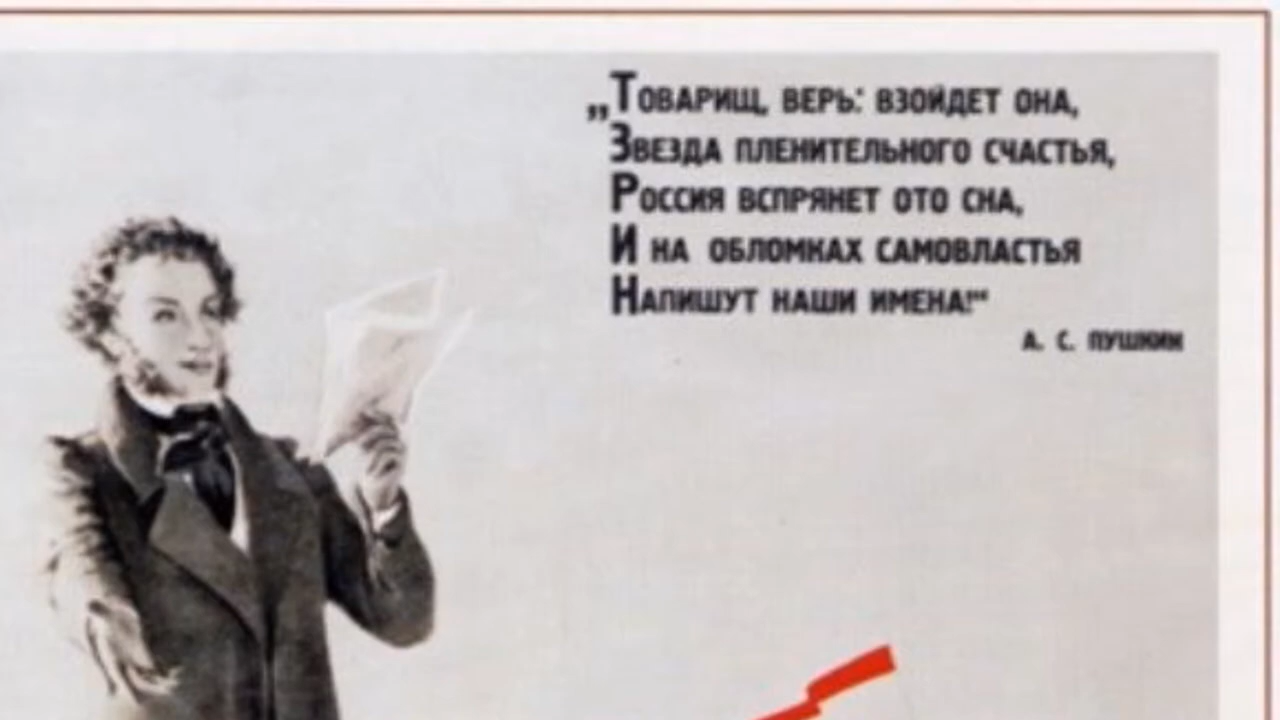 „Товарищ, верь: взойдет она,
Звезда пленительного счастья,
Россия вспрянет ото сна,
И на обломках самовластья
Напишут наши имена!“
А. С. ПУШКИН